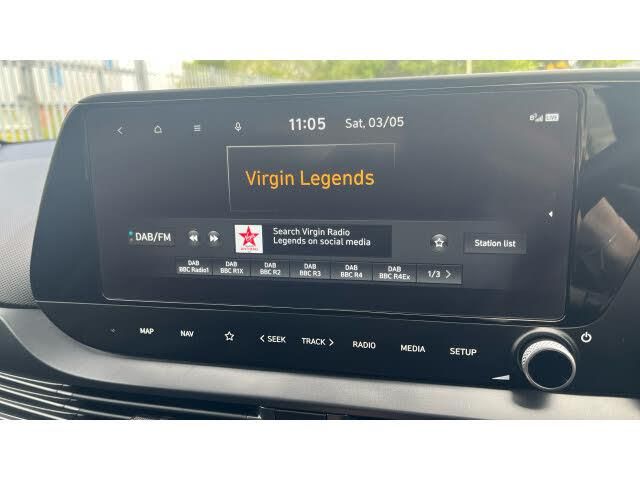 11:05 Sat, 03/05
LIVE
Virgin Legends
DAB/FM
Search Virgin Radio
Legends on social media
Station list
DAB
BBC Radio1
DAB
BBC R1X
DAB
BBC R2
DAB
BBC R3
DAB
BBC R4
DAB
BBC R4Ex
1/3 >
MAP NAV < SEEK TRACK > RADIO MEDIA SETUP